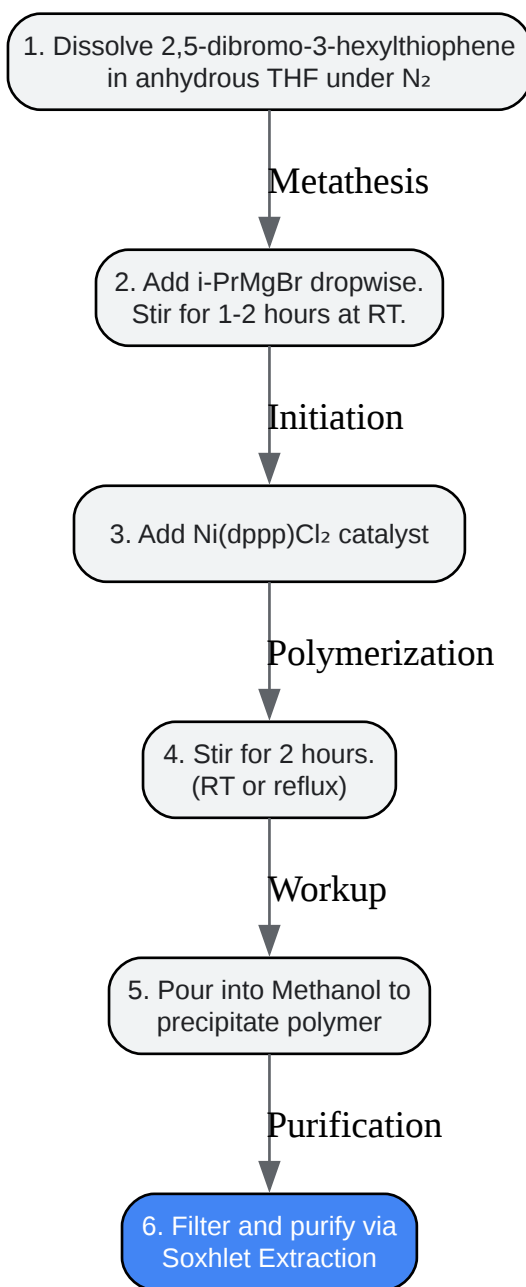 1. Dissolve 2,5-dibromo-3-hexylthiophene
in anhydrous THF under N₂
Metathesis
2. Add i-PrMgBr dropwise.
Stir for 1-2 hours at RT.
Initiation
3. Add Ni(dppp)Cl₂ catalyst
Polymerization
4. Stir for 2 hours.
(RT or reflux)
Workup
5. Pour into Methanol to
precipitate polymer
Purification
6. Filter and purify via
Soxhlet Extraction